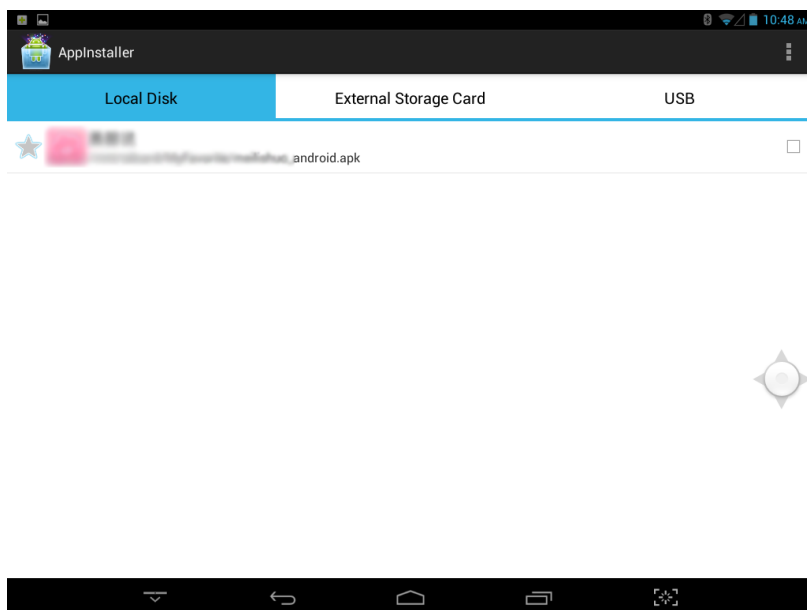 10:48 AM
AppInstaller
Local Disk
External Storage Card
USB
_android.apk